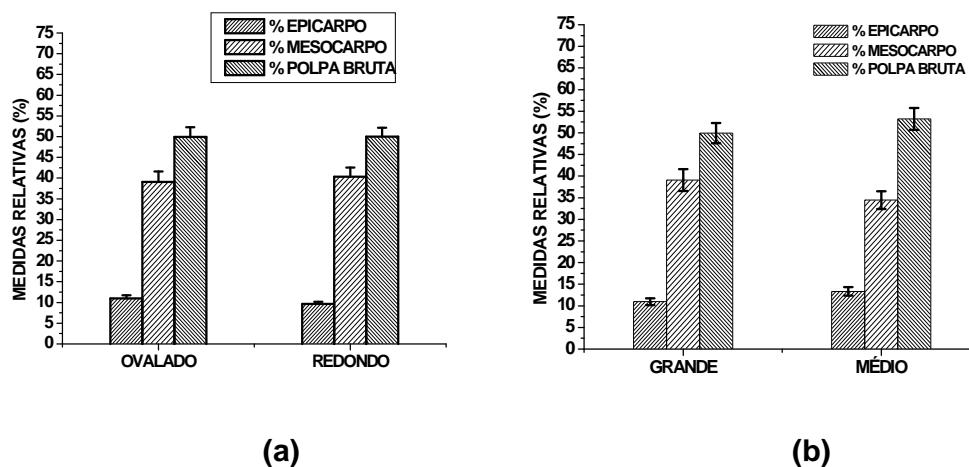 75
70
65
60
55
50
45
40
35
30
25
20
15
10
5
0
MEDIDAS RELATIVAS (%)
% EPICARPO
% MESOCARPO
% POLPA BRUTA
OVALADO
REDONDO
(a)
75
70
65
60
55
50
45
40
35
30
25
20
15
10
5
0
MEDIDAS RELATIVAS (%)
% EPICARPO
% MESOCARPO
% POLPA BRUTA
GRANDE
MÉDIO
(b)